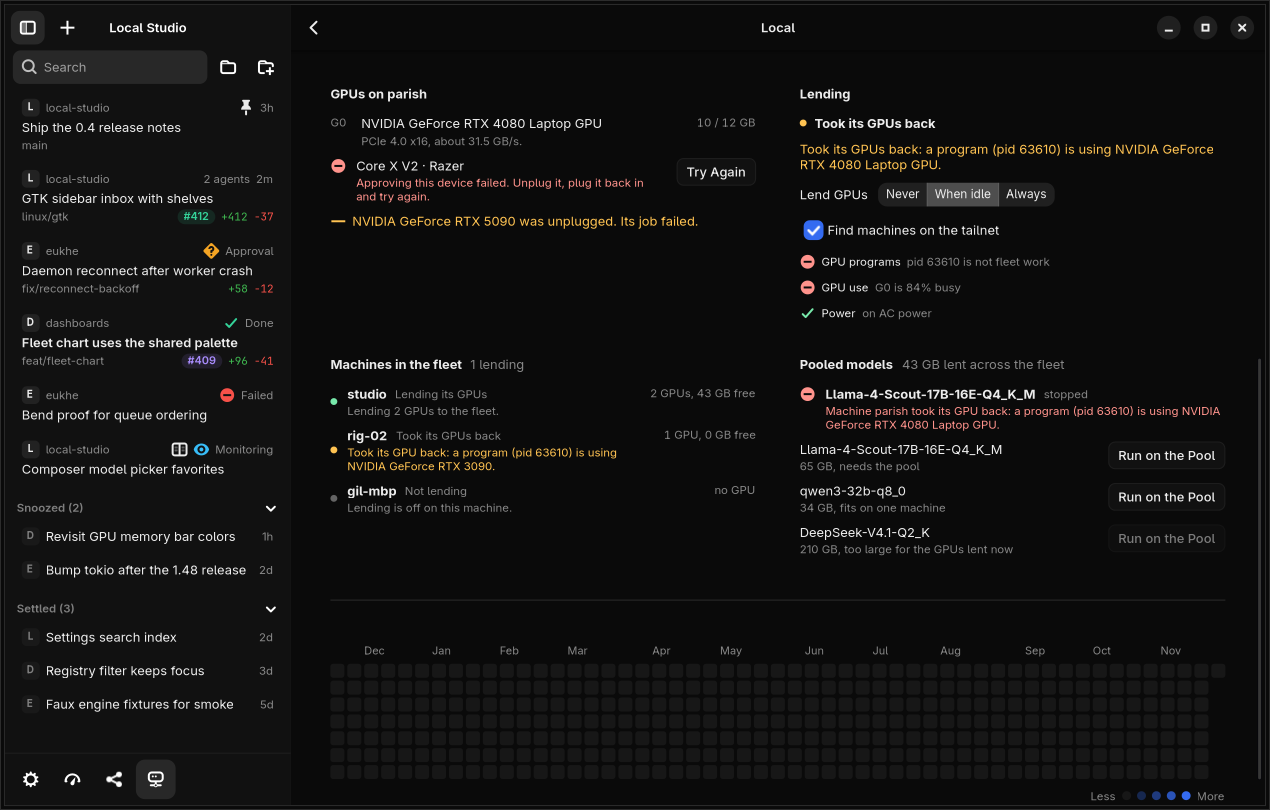 Local Studio
Search
L local-studio 3h
Ship the 0.4 release notes
main
L local-studio 2 agents 2m
GTK sidebar inbox with shelves
linux/gtk #412 +412 -37
E eukhe ? Approval
Daemon reconnect after worker crash
fix/reconnect-backoff +58 -12
D dashboards Done
Fleet chart uses the shared palette
feat/fleet-chart #409 +96 -41
E eukhe Failed
Bend proof for queue ordering
L local-studio Monitoring
Composer model picker favorites
Snoozed (2)
D Revisit GPU memory bar colors 1h
E Bump tokio after the 1.48 release 2d
Settled (3)
L Settings search index 2d
D Registry filter keeps focus 3d
E Faux engine fixtures for smoke 5d
Local
GPUs on parish
G0 NVIDIA GeForce RTX 4080 Laptop GPU 10 / 12 GB
PCIe 4.0 x16, about 31.5 GB/s.
Core X V2 · Razer
Approving this device failed. Unplug it, plug it back in
and try again.
Try Again
NVIDIA GeForce RTX 5090 was unplugged. Its job failed.
Lending
Took its GPUs back
Took its GPUs back: a program (pid 63610) is using NVIDIA GeForce
RTX 4080 Laptop GPU.
Lend GPUs Never When idle Always
Find machines on the tailnet
GPU programs pid 63610 is not fleet work
GPU use G0 is 84% busy
Power on AC power
Machines in the fleet 1 lending
studio Lending its GPUs 2 GPUs, 43 GB free
Lending 2 GPUs to the fleet.
rig-02 Took its GPUs back 1 GPU, 0 GB free
Took its GPU back: a program (pid 63610) is using
NVIDIA GeForce RTX 3090.
gil-mbp Not lending no GPU
Lending is off on this machine.
Pooled models 43 GB lent across the fleet
Llama-4-Scout-17B-16E-Q4_K_M stopped
Machine parish took its GPU back: a program (pid 63610) is using NVIDIA
GeForce RTX 4080 Laptop GPU.
Llama-4-Scout-17B-16E-Q4_K_M
65 GB, needs the pool
Run on the Pool
qwen3-32b-q8_0
34 GB, fits on one machine
Run on the Pool
DeepSeek-V4.1-Q2_K
210 GB, too large for the GPUs lent now
Run on the Pool
Dec Jan Feb Mar Apr May Jun Jul Aug Sep Oct Nov
Less More